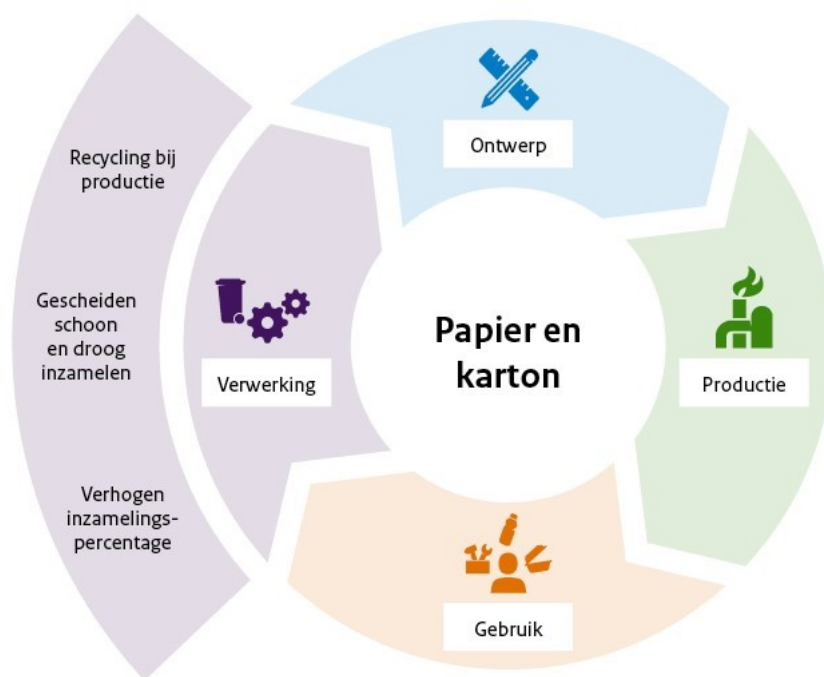 Ontwerp
Recycling bij
productie
Gescheiden
schoon
en droog
inzamelen
Verwerking
Papier en
karton
Productie
Verhogen
inzamelings-
percentage
Gebruik